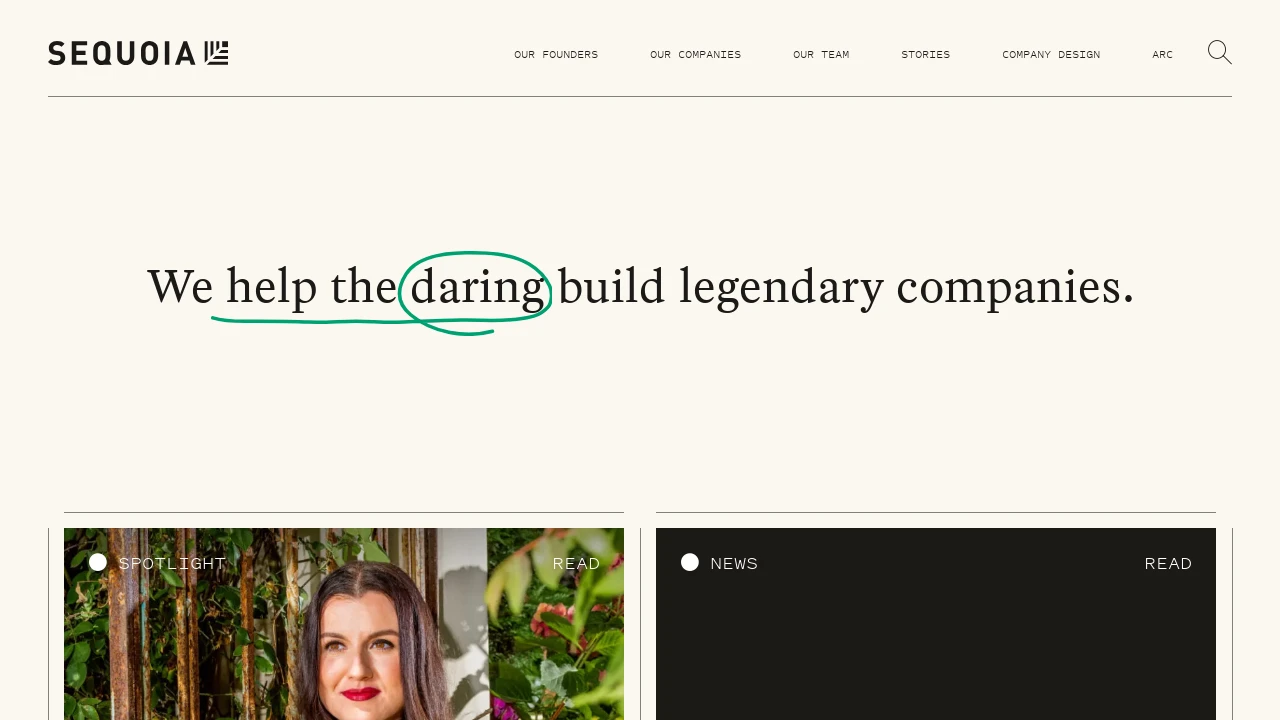 SEQUOIA
OUR FOUNDERS OUR COMPANIES OUR TEAM STORIES COMPANY DESIGN ARC
We help the daring build legendary companies.
SPOTLIGHT READ
NEWS READ